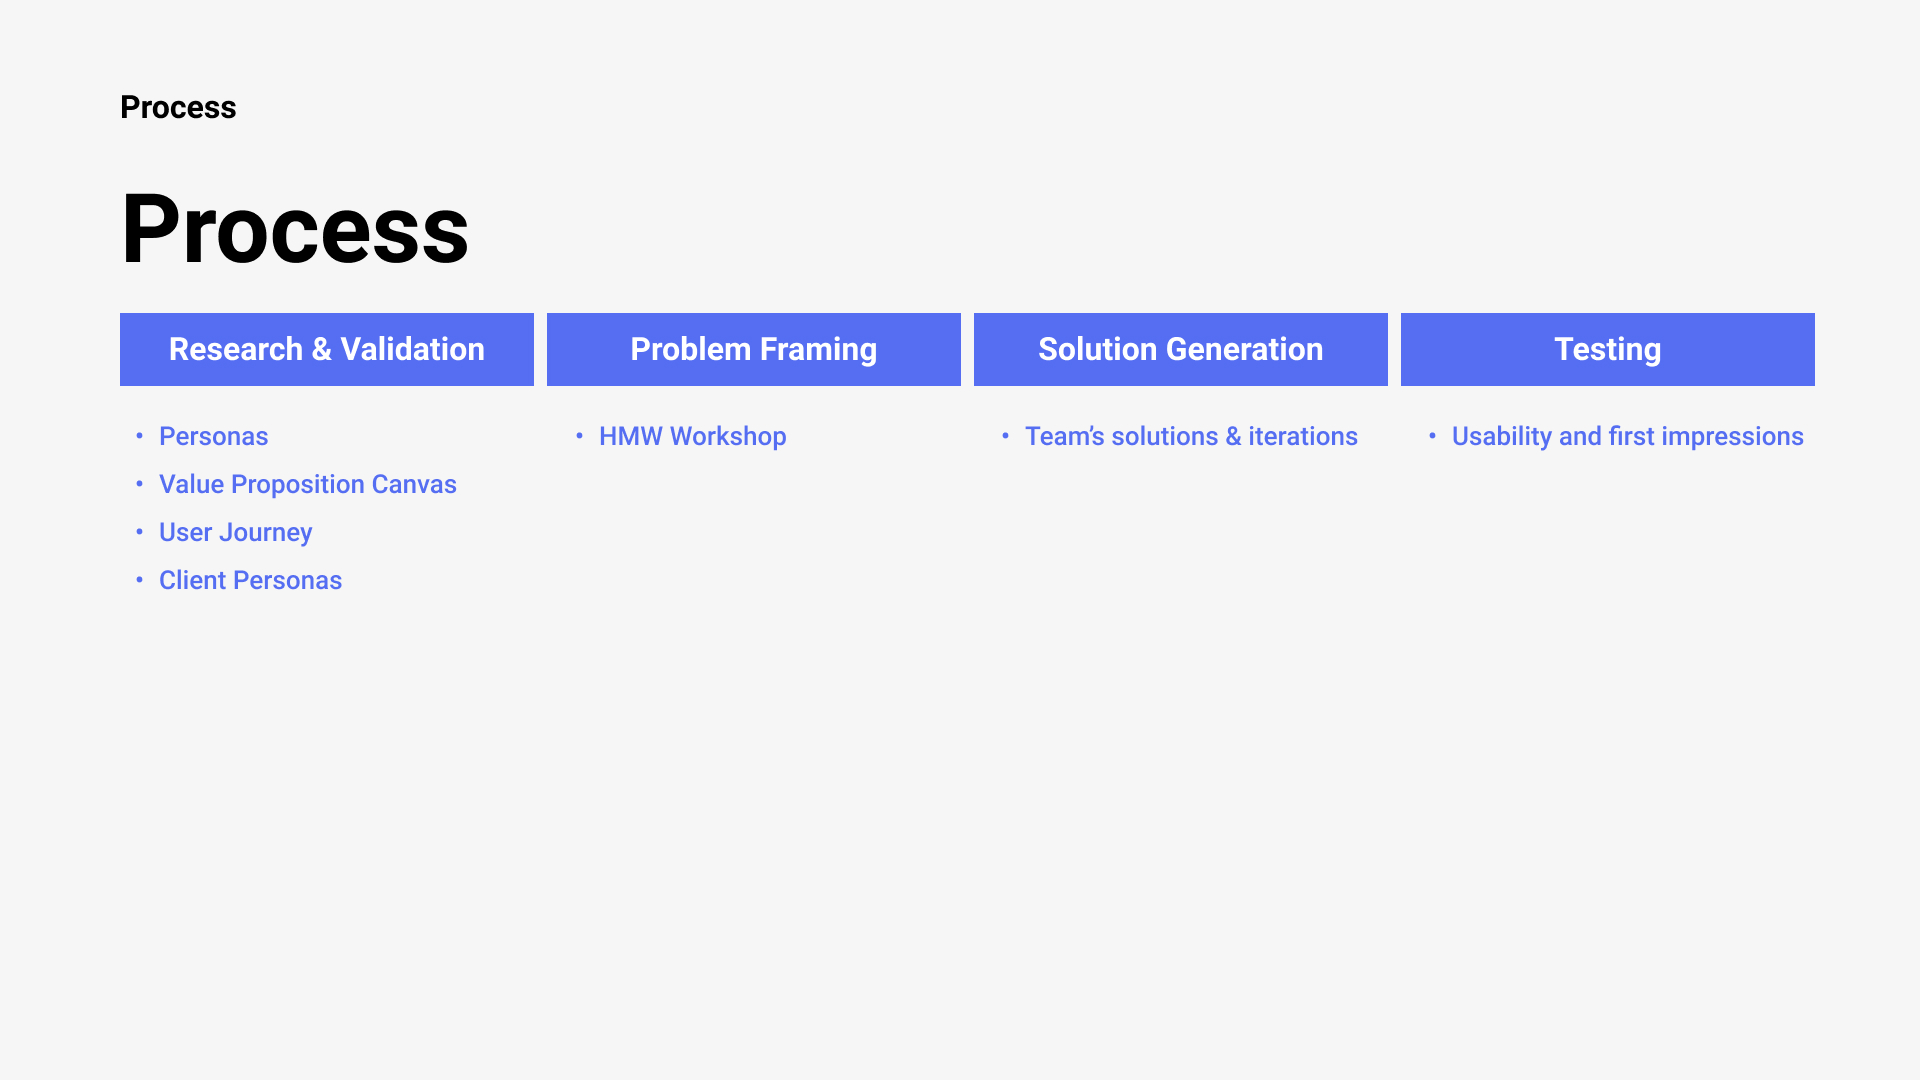 Process
Process
Research & Validation
• Personas
• Value Proposition Canvas
• User Journey
• Client Personas
Problem Framing
• HMW Workshop
Solution Generation
• Team’s solutions & iterations
Testing
• Usability and first impressions